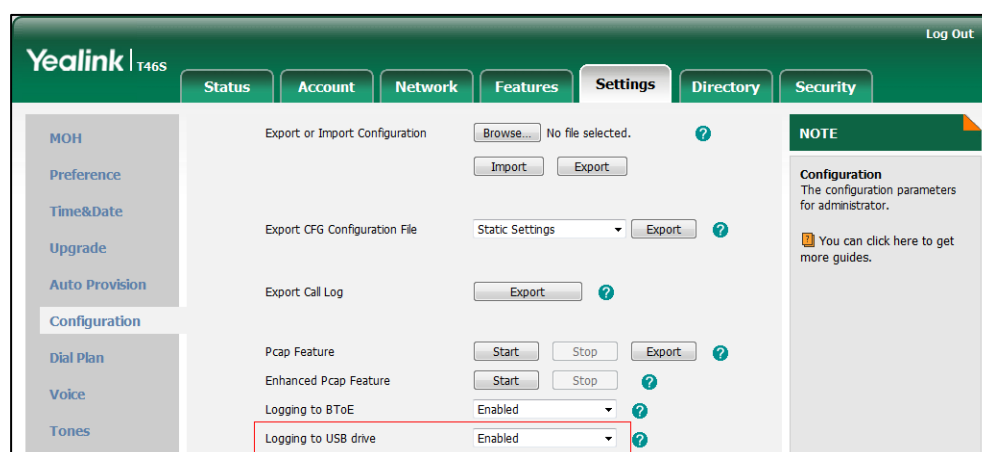 Log Out
Yealink T46S
Status Account Network Features Settings Directory Security
MOH
Preference
Time&Date
Upgrade
Auto Provision
Configuration
Dial Plan
Voice
Tones
Export or Import Configuration Browse... No file selected. ?
Import Export
Export CFG Configuration File Static Settings Export ?
Export Call Log Export ?
Pcap Feature Start Stop Export ?
Enhanced Pcap Feature Start Stop ?
Logging to BToE Enabled ?
Logging to USB drive Enabled ?
NOTE
Configuration
The configuration parameters
for administrator.
? You can click here to get
more guides.